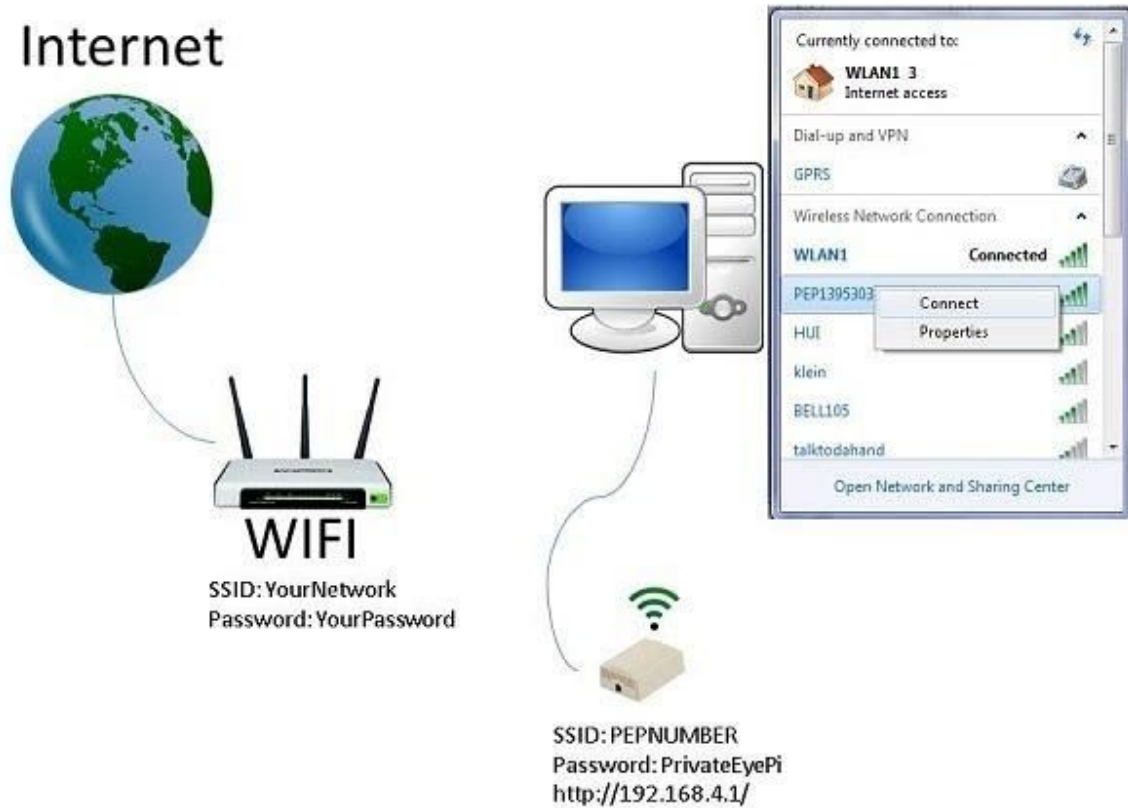 Internet
WIFI
SSID: YourNetwork
Password: YourPassword
SSID: PEPNUMBER
Password: PrivateEyePi
http://192.168.4.1/
Currently connected to:
WLAN1 3
Internet access
Dial-up and VPN
GPRS
Wireless Network Connection
WLAN1 Connected
PEP1395303
Connect
Properties
HUI
klein
BELL105
talktodahand
Open Network and Sharing Center